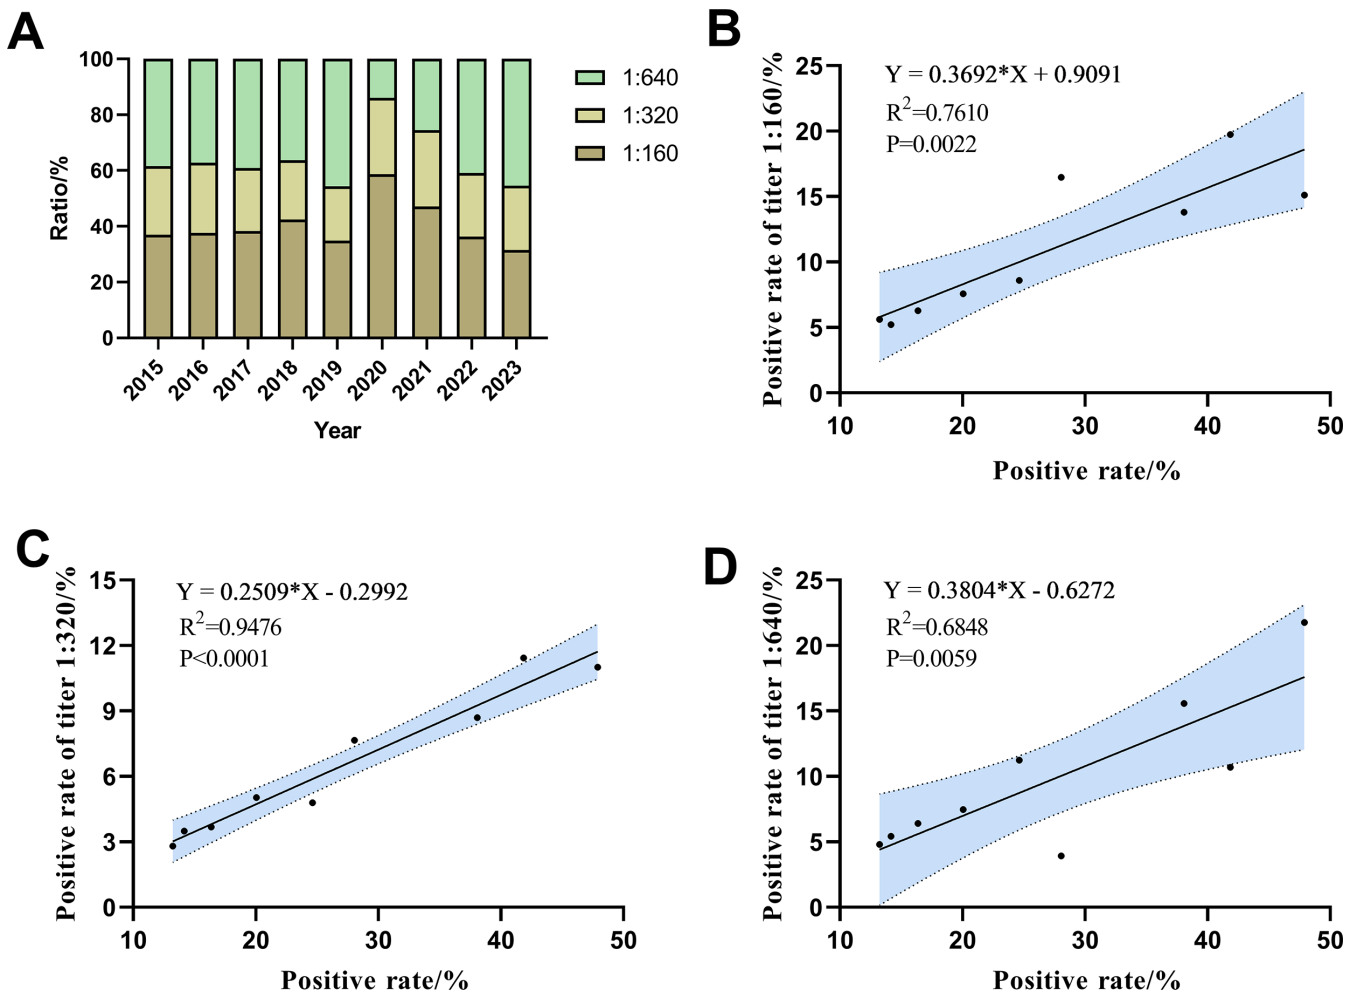 A
100
80
60
40
20
0
Ratio/%
2015
2016
2017
2018
2019
2020
2021
2022
2023
Year
1:640
1:320
1:160
B
Y = 0.3692*X + 0.9091
R²=0.7610
P=0.0022
25
20
15
10
5
0
Positive rate of titer 1:160/%
10 20 30 40 50
Positive rate/%
C
Y = 0.2509*X - 0.2992
R²=0.9476
P<0.0001
15
12
9
6
3
0
Positive rate of titer 1:320/%
10 20 30 40 50
Positive rate/%
D
Y = 0.3804*X - 0.6272
R²=0.6848
P=0.0059
25
20
15
10
5
0
Positive rate of titer 1:640/%
10 20 30 40 50
Positive rate/%